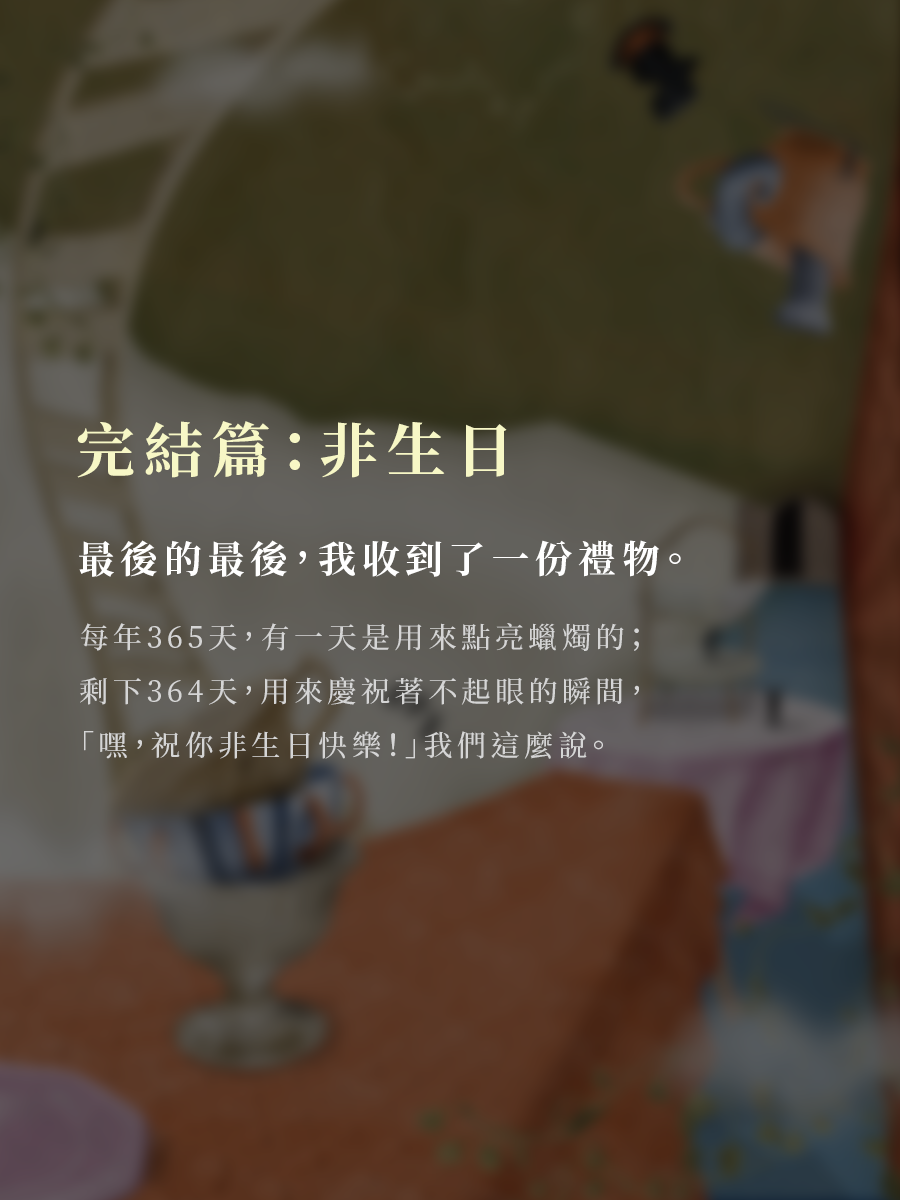 完結篇：非生日
最後的最後，我收到了一份禮物。
每年365天，有一天是用來點亮蠟燭的；
剩下364天，用來慶祝著不起眼的瞬間，
「嘿，祝你非生日快樂！」我們這麼說。